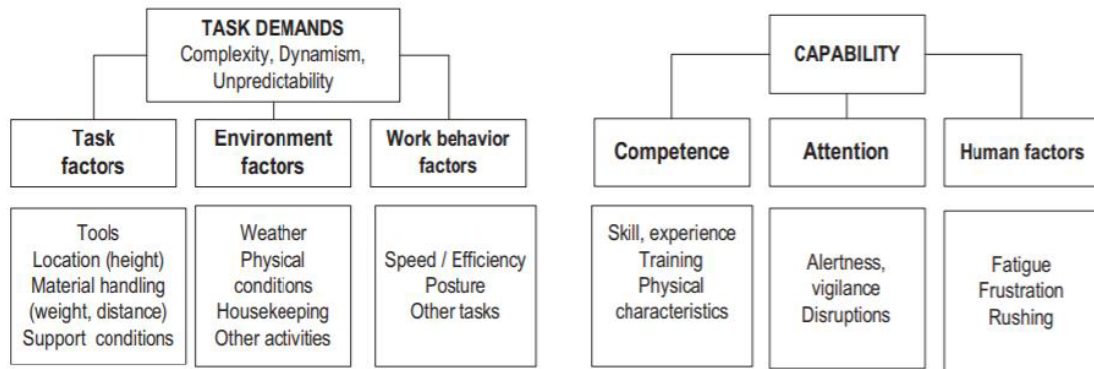 TASK DEMANDS
Complexity, Dynamism,
Unpredictability
Task
factors
Environment
factors
Work behavior
factors
Tools
Location (height)
Material handling
(weight, distance)
Support conditions
Weather
Physical
conditions
Housekeeping
Other activities
Speed / Efficiency
Posture
Other tasks
CAPABILITY
Competence
Attention
Human factors
Skill, experience
Training
Physical
characteristics
Alertness,
vigilance
Disruptions
Fatigue
Frustration
Rushing